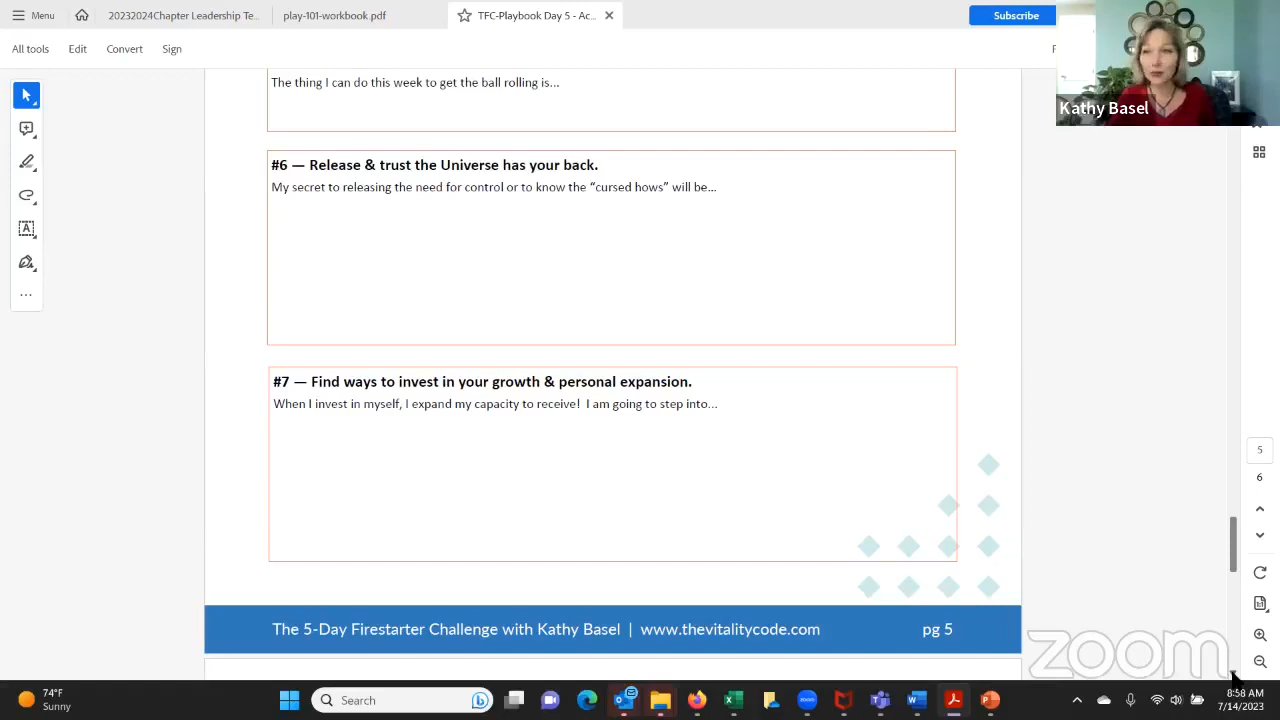 Menu
20232024Chapter Leadership Te...
play-101-workbook pdf
TFC-Playbook Day 5 - Ac...
Subscribe
All tools
Edit
Convert
Sign
Kathy Basel
The thing I can do this week to get the ball rolling is...
#6 — Release & trust the Universe has your back.
My secret to releasing the need for control or to know the “cursed hows” will be...
#7 — Find ways to invest in your growth & personal expansion.
When I invest in myself, I expand my capacity to receive! I am going to step into...
5
6
The 5-Day Firestarter Challenge with Kathy Basel | www.thevitalitycode.com
pg 5
zoom
74°F
Sunny
Search
8:58 AM
7/14/2023